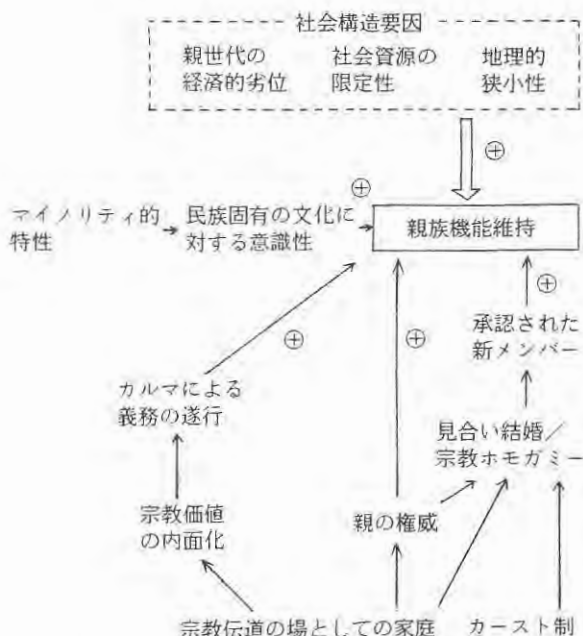 社会構造要因
親世代の 社会資源の 地理的
経済的劣位 限定性 狭小性
⊕
⊕
マイノリティ的 民族固有の文化に 親族機能維持
特性 対する意識性
⊕
⊕ ⊕
承認された
新メンバー
カルマによる
義務の遂行
見合い結婚/
宗教ホモガミー
宗教価値 親の権威
の内面化
宗教伝道の場としての家庭 カースト制